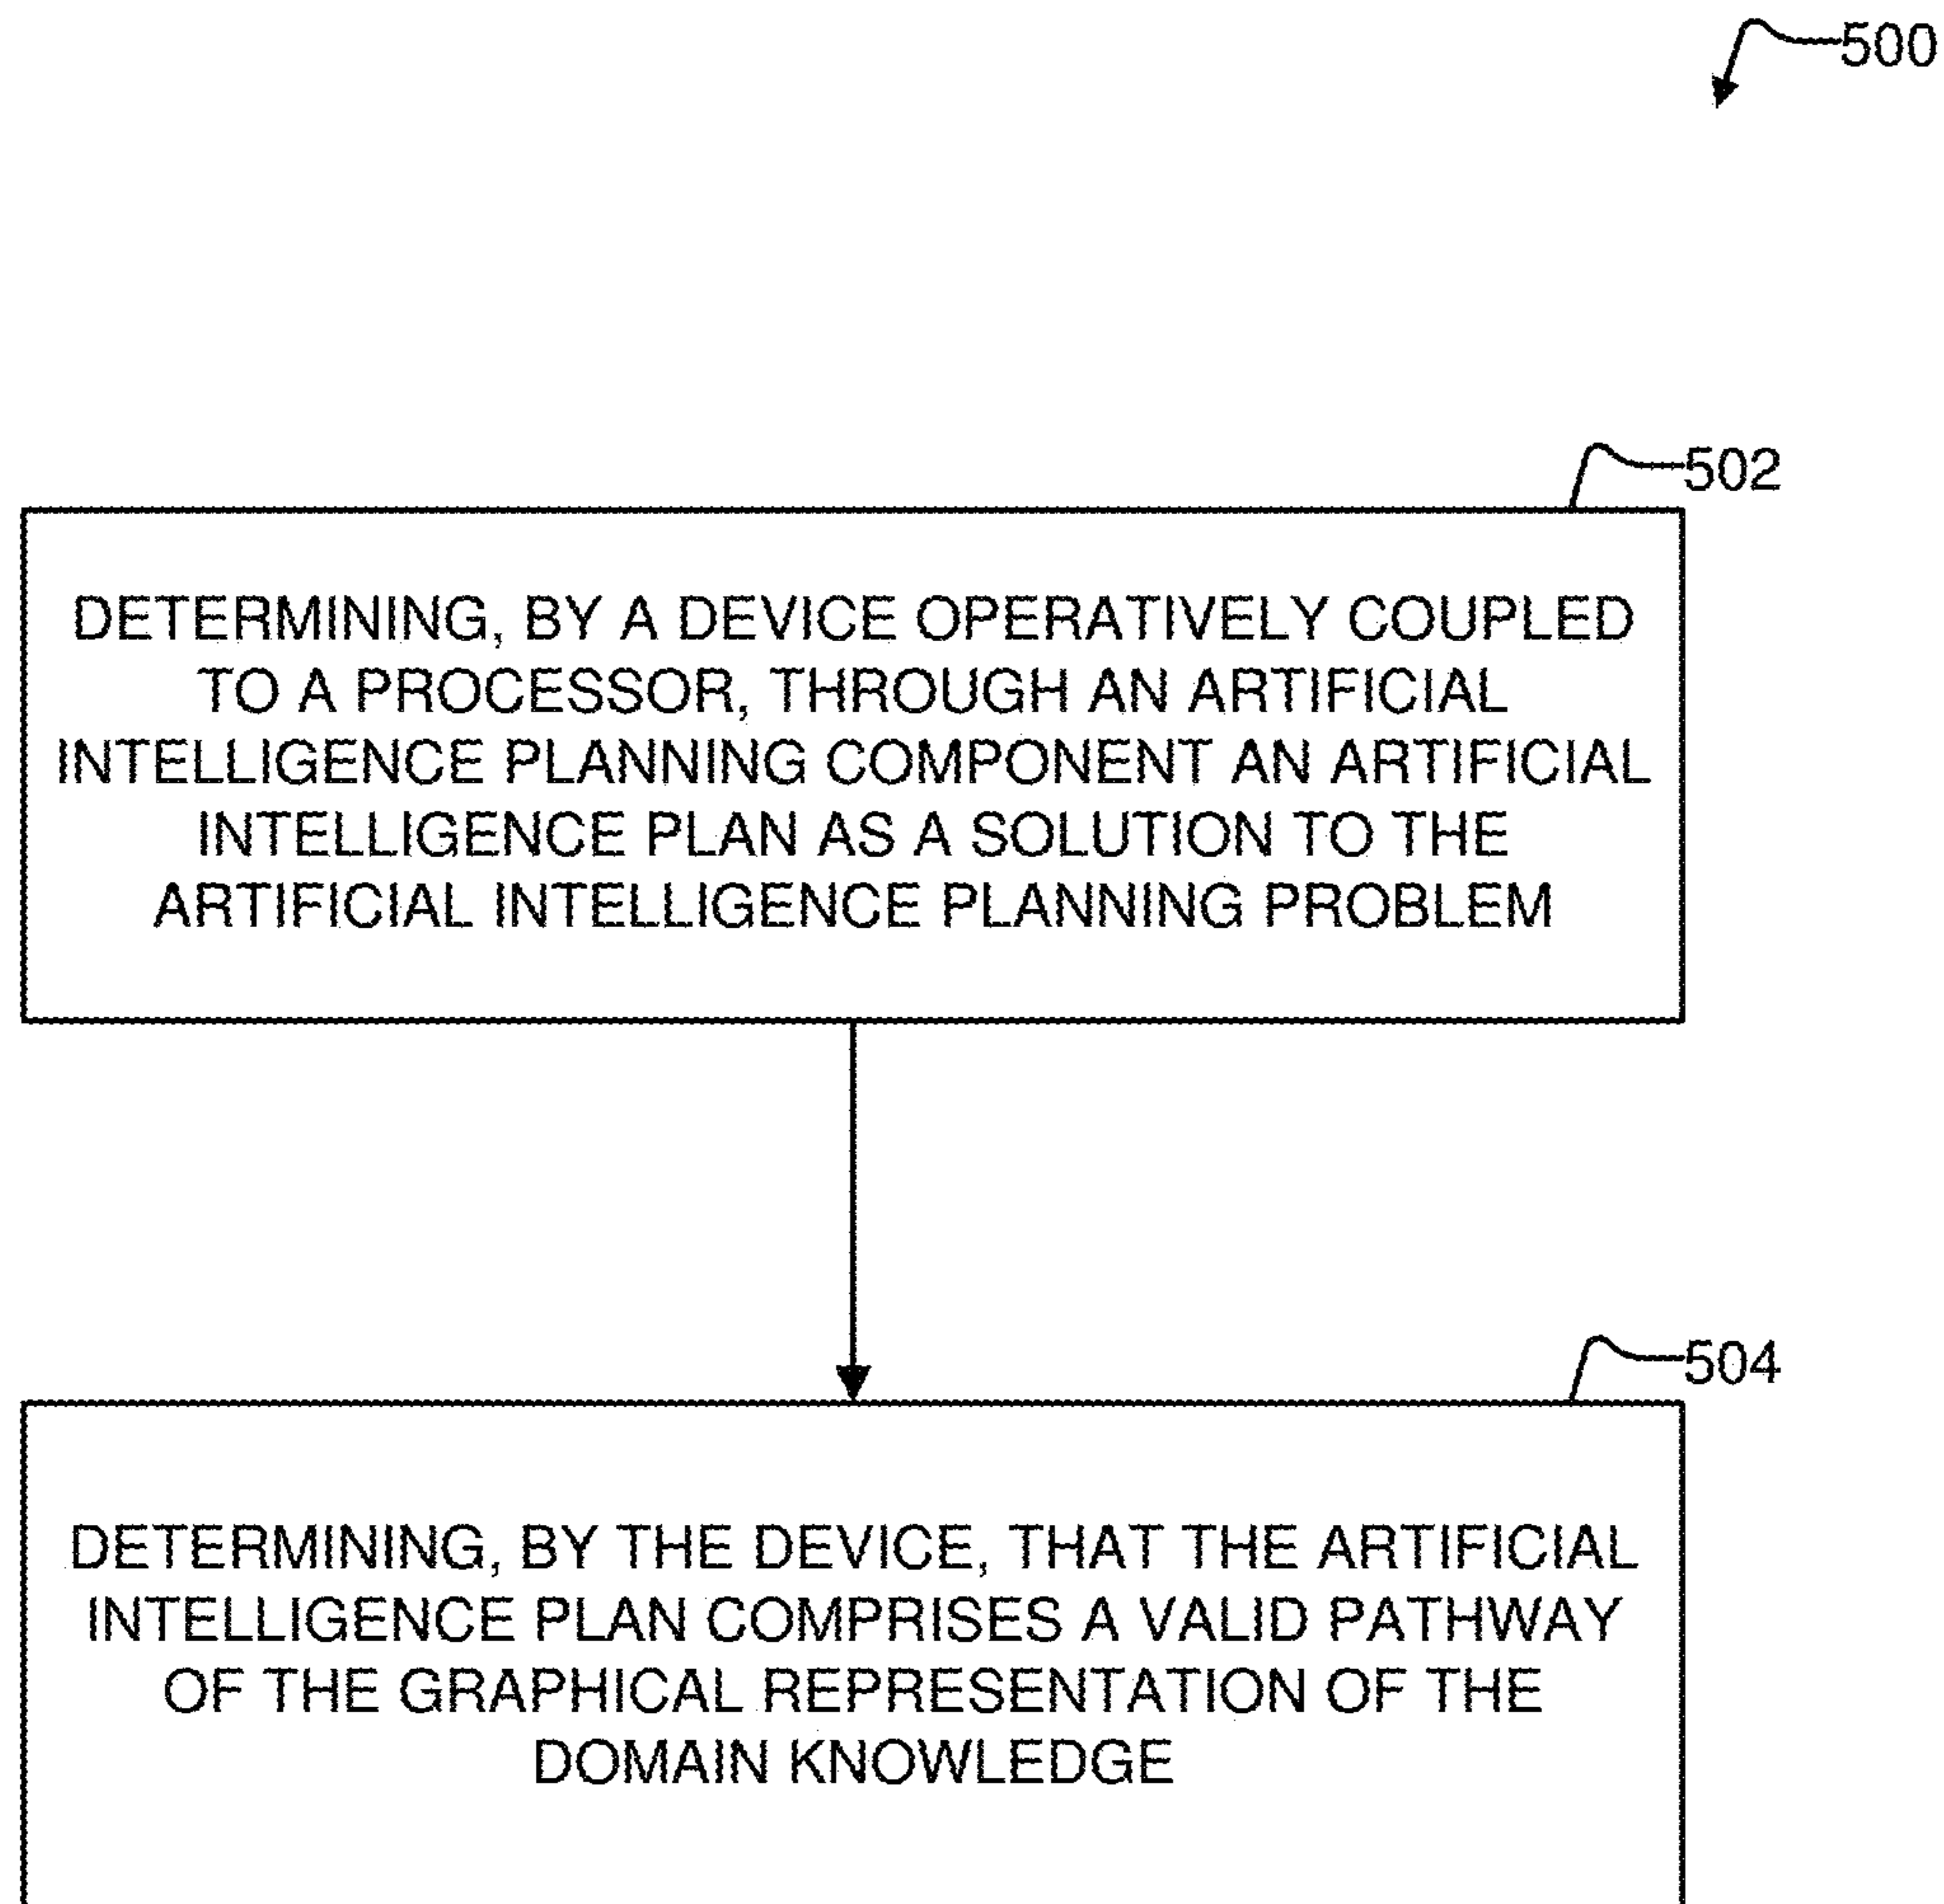 500
502
DETERMINING, BY A DEVICE OPERATIVELY COUPLED
TO A PROCESSOR, THROUGH AN ARTIFICIAL
INTELLIGENCE PLANNING COMPONENT AN ARTIFICIAL
INTELLIGENCE PLAN AS A SOLUTION TO THE
ARTIFICIAL INTELLIGENCE PLANNING PROBLEM
504
DETERMINING, BY THE DEVICE, THAT THE ARTIFICIAL
INTELLIGENCE PLAN COMPRISES A VALID PATHWAY
OF THE GRAPHICAL REPRESENTATION OF THE
DOMAIN KNOWLEDGE